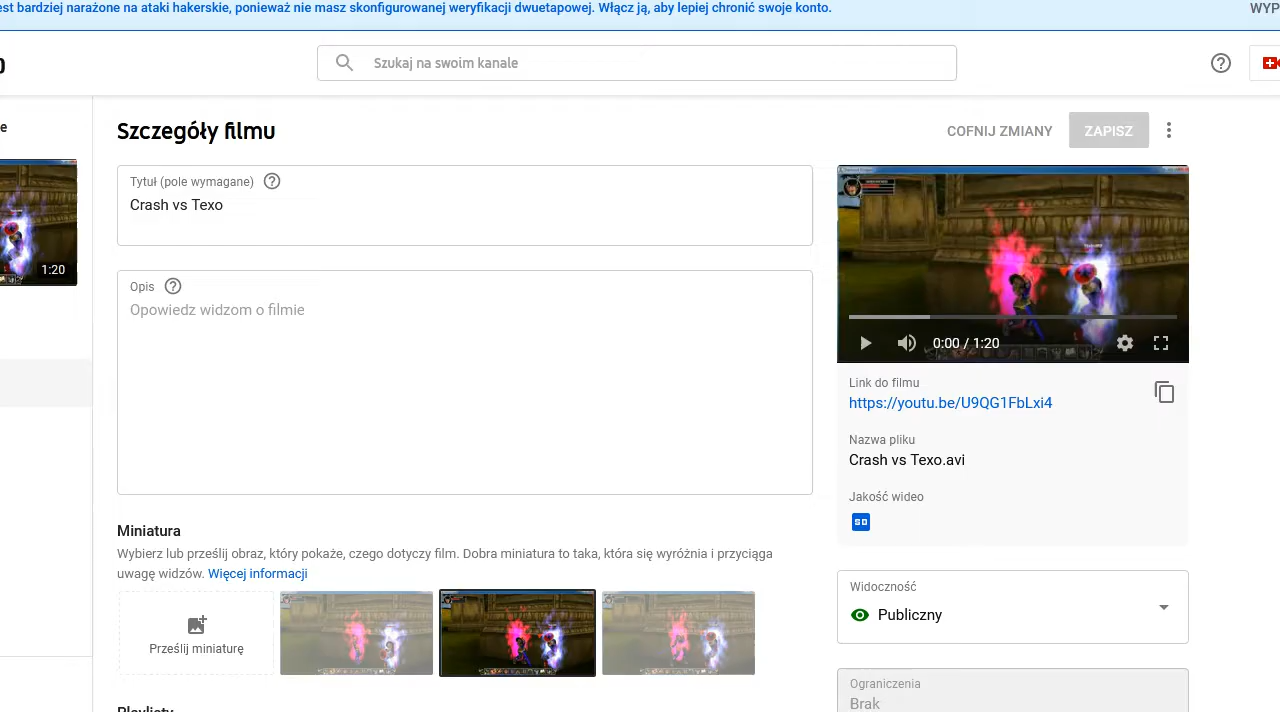 est bardziej narażone na ataki hakerskie, ponieważ nie masz skonfigurowanej weryfikacji dwuetapowej. Włącz ją, aby lepiej chronić swoje konto.
WYP
Szukaj na swoim kanale
e
Szczegóły filmu
COFNIJ ZMIANY
ZAPISZ
Tytuł (pole wymagane)
Crash vs Texo
1:20
Opis
Opowiedz widzom o filmie
0:00 / 1:20
Link do filmu
https://youtu.be/U9QG1FbLxi4
Nazwa pliku
Crash vs Texo.avi
Jakość wideo
SD
Miniatura
Wybierz lub prześlij obraz, który pokaże, czego dotyczy film. Dobra miniatura to taka, która się wyróżnia i przyciąga
uwagę widzów. Więcej informacji
Prześlij miniaturę
Widoczność
Publiczny
Ograniczenia
Brak
Playlisty